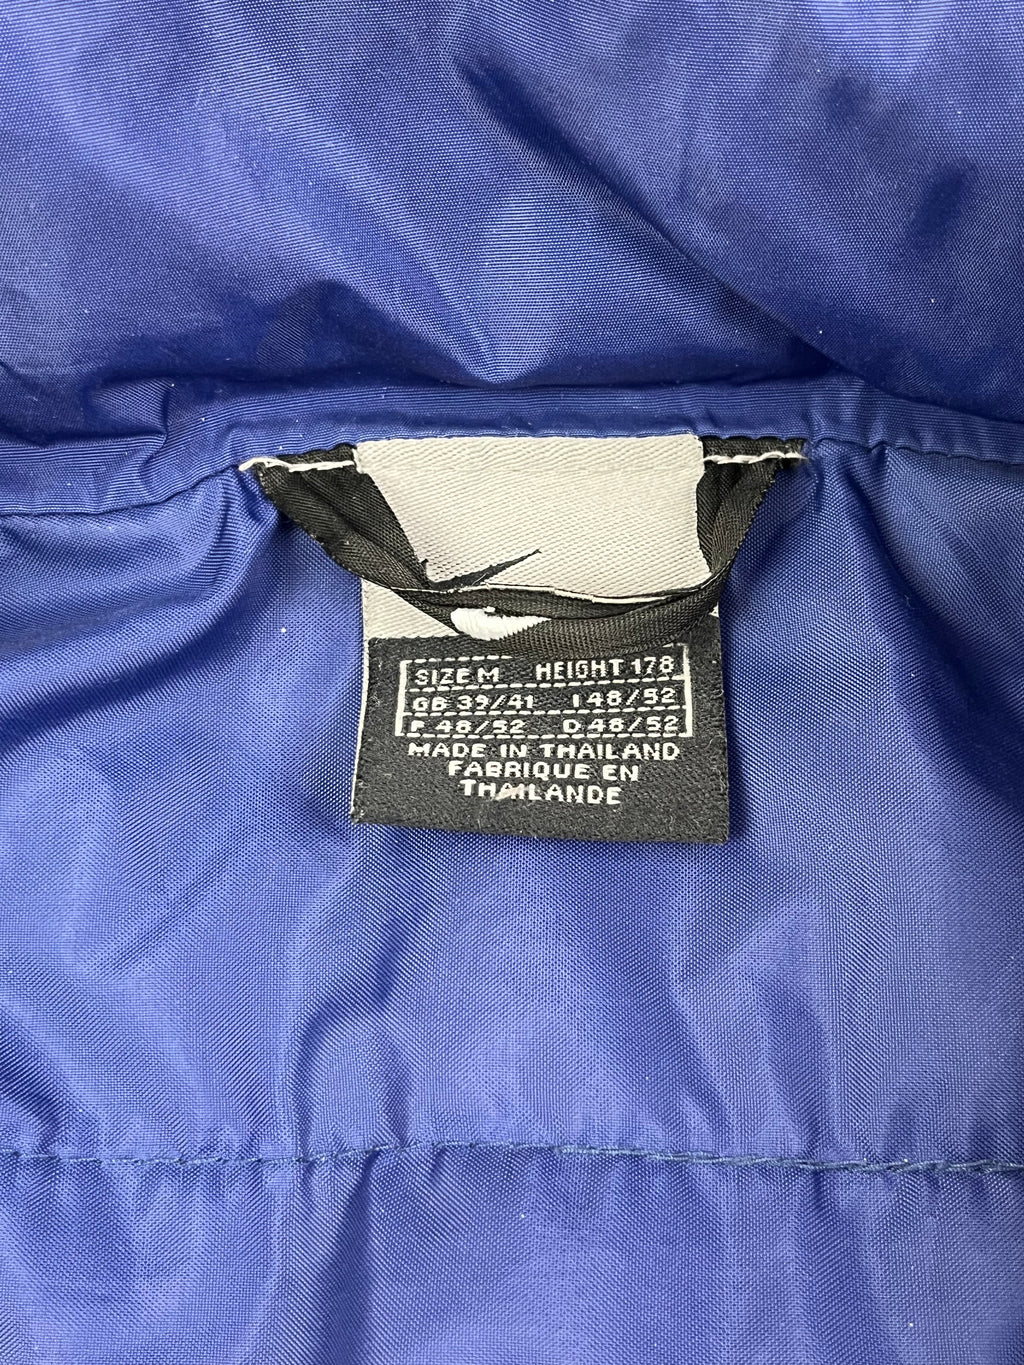 SIZE M HEIGHT 178
GB 39/41 I 48/52
F 48/52 D 48/52
MADE IN THAILAND
FABRIQUE EN
THAILANDE